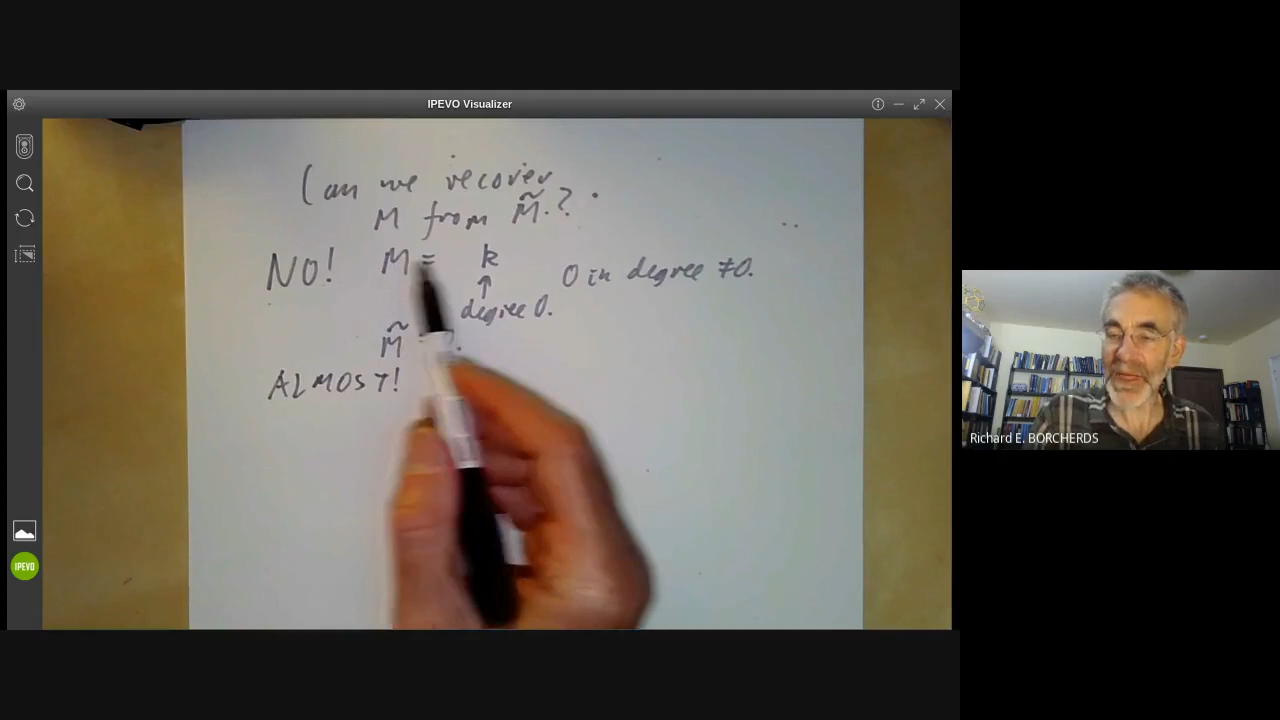 IPEVO Visualizer
Can we recover
M from M̃.?
NO! M = k 0 in degree ≠0.
↑
degree 0.
M̃
ALMOST!
IPEVO
Richard E. BORCHERDS